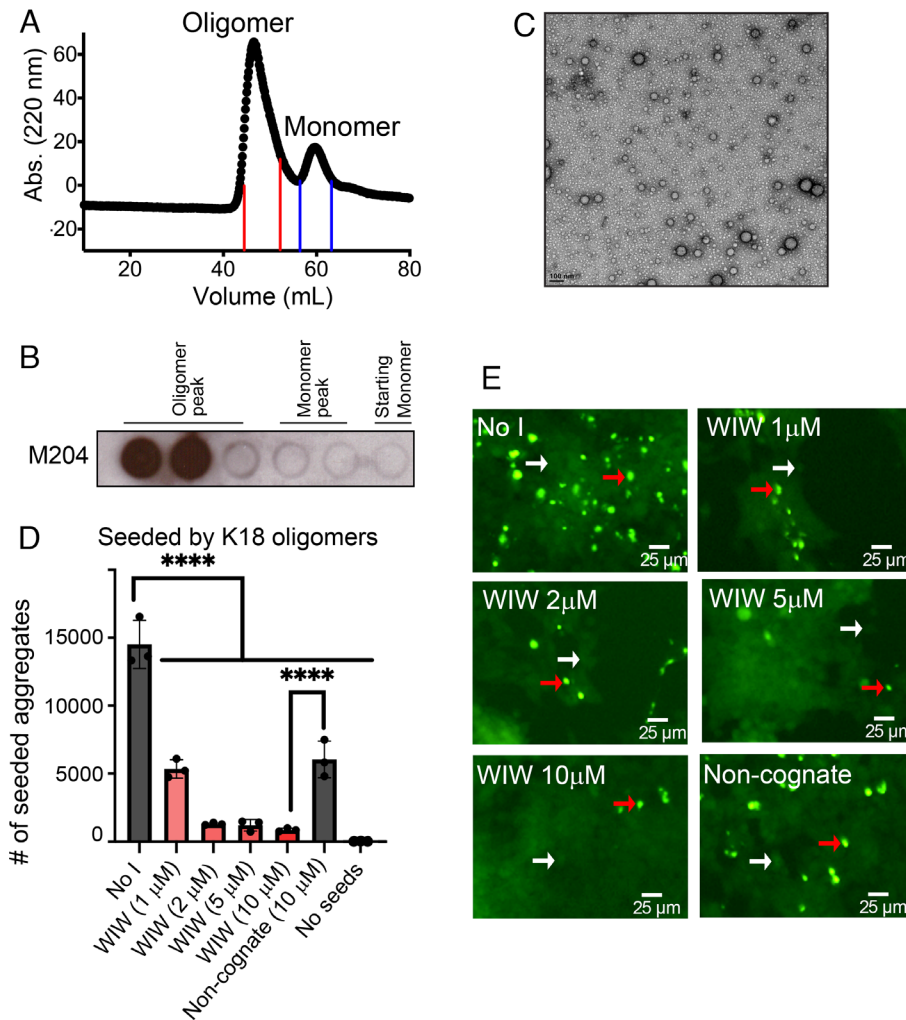 A
Oligomer
Monomer
Abs. (220 nm)
60
40
20
0
-20
20
40
60
80
Volume (mL)
C
100 nm
B
Oligomer
peak
Monomer
peak
Starting
Monomer
M204
D
Seeded by K18 oligomers
****
****
# of seeded aggregates
15000
10000
5000
0
No I
WIW (1 μM)
WIW (2 μM)
WIW (5 μM)
WIW (10 μM)
Non-cognate (10 μM)
No seeds
E
No I
25 μm
WIW 1μM
25 μm
WIW 2μM
25 μm
WIW 5μM
25 μm
WIW 10μM
25 μm
Non-cognate
25 μm